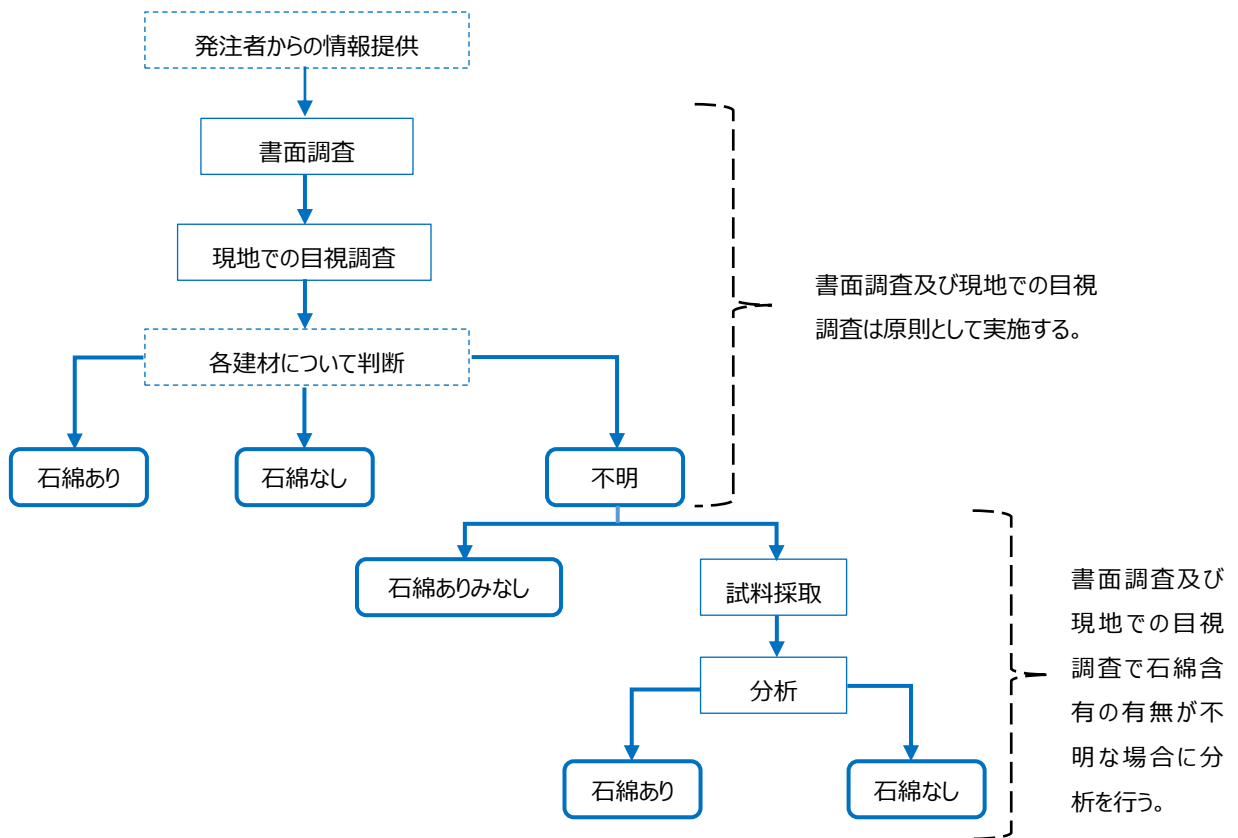 発注者からの情報提供
書面調査
現地での目視調査
書面調査及び現地での目視
調査は原則として実施する。
各建材について判断
石綿あり
石綿なし
不明
石綿ありみなし
試料採取
分析
石綿あり
石綿なし
書面調査及び
現地での目視
調査で石綿含
有の有無が不
明な場合に分
析を行う。